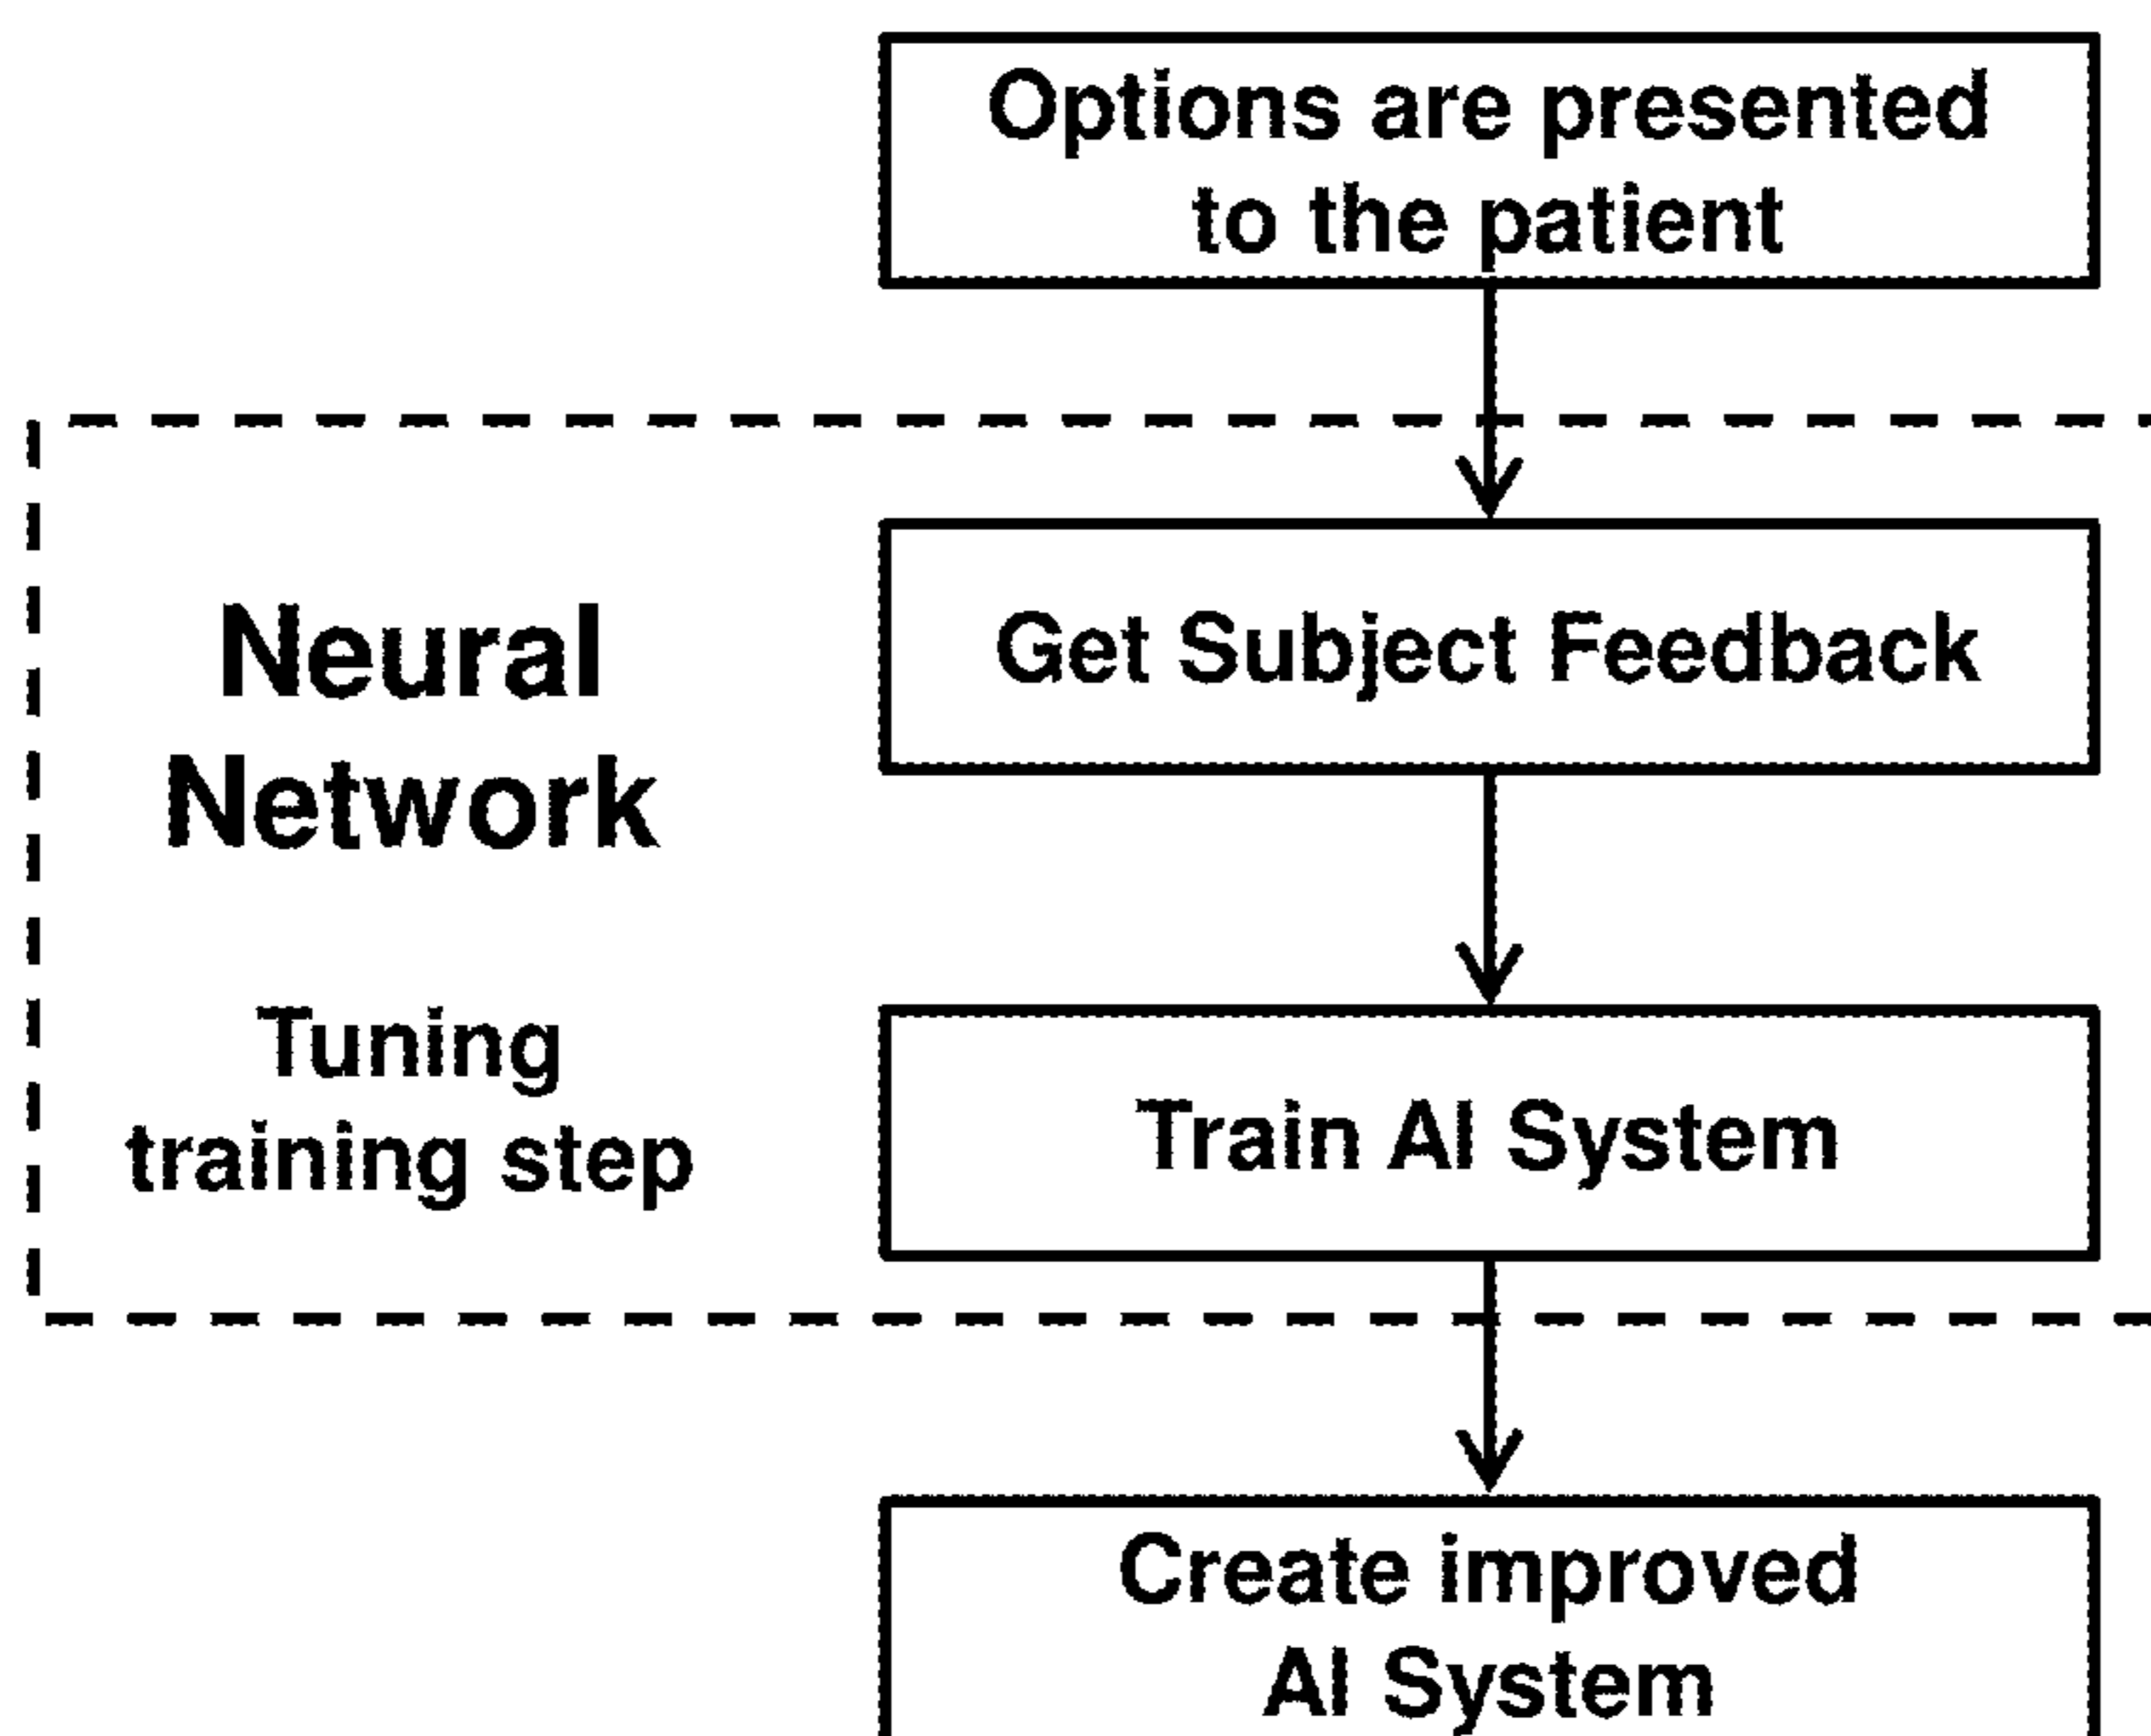 Options are presented
to the patient
Neural
Network
Tuning
training step
Get Subject Feedback
Train AI System
Create improved
AI System